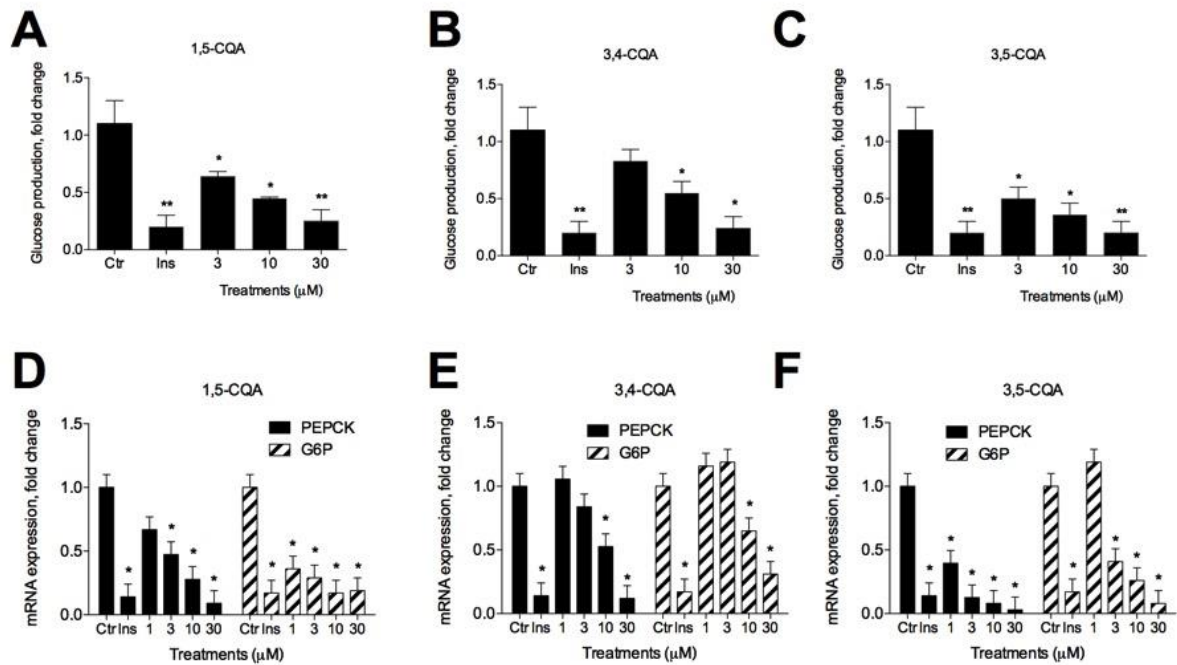 A
1,5-CQA
Glucose production, fold change
1.5
1.0
0.5
0.0
**
*
*
**
Ctr Ins 3 10 30
Treatments (μM)
B
3,4-CQA
Glucose production, fold change
1.5
1.0
0.5
0.0
**
*
*
Ctr Ins 3 10 30
Treatments (μM)
C
3,5-CQA
Glucose production, fold change
1.5
1.0
0.5
0.0
**
*
*
**
Ctr Ins 3 10 30
Treatments (μM)
D
1,5-CQA
PEPCK
G6P
mRNA expression, fold change
1.5
1.0
0.5
0.0
* * * * * * * * *
Ctr Ins 1 3 10 30 Ctr Ins 1 3 10 30
Treatments (μM)
E
3,4-CQA
PEPCK
G6P
mRNA expression, fold change
1.5
1.0
0.5
0.0
* * * * * *
Ctr Ins 1 3 10 30 Ctr Ins 1 3 10 30
Treatments (μM)
F
3,5-CQA
PEPCK
G6P
mRNA expression, fold change
1.5
1.0
0.5
0.0
* * * * * * * * *
Ctr Ins 1 3 10 30 Ctr Ins 1 3 10 30
Treatments (μM)